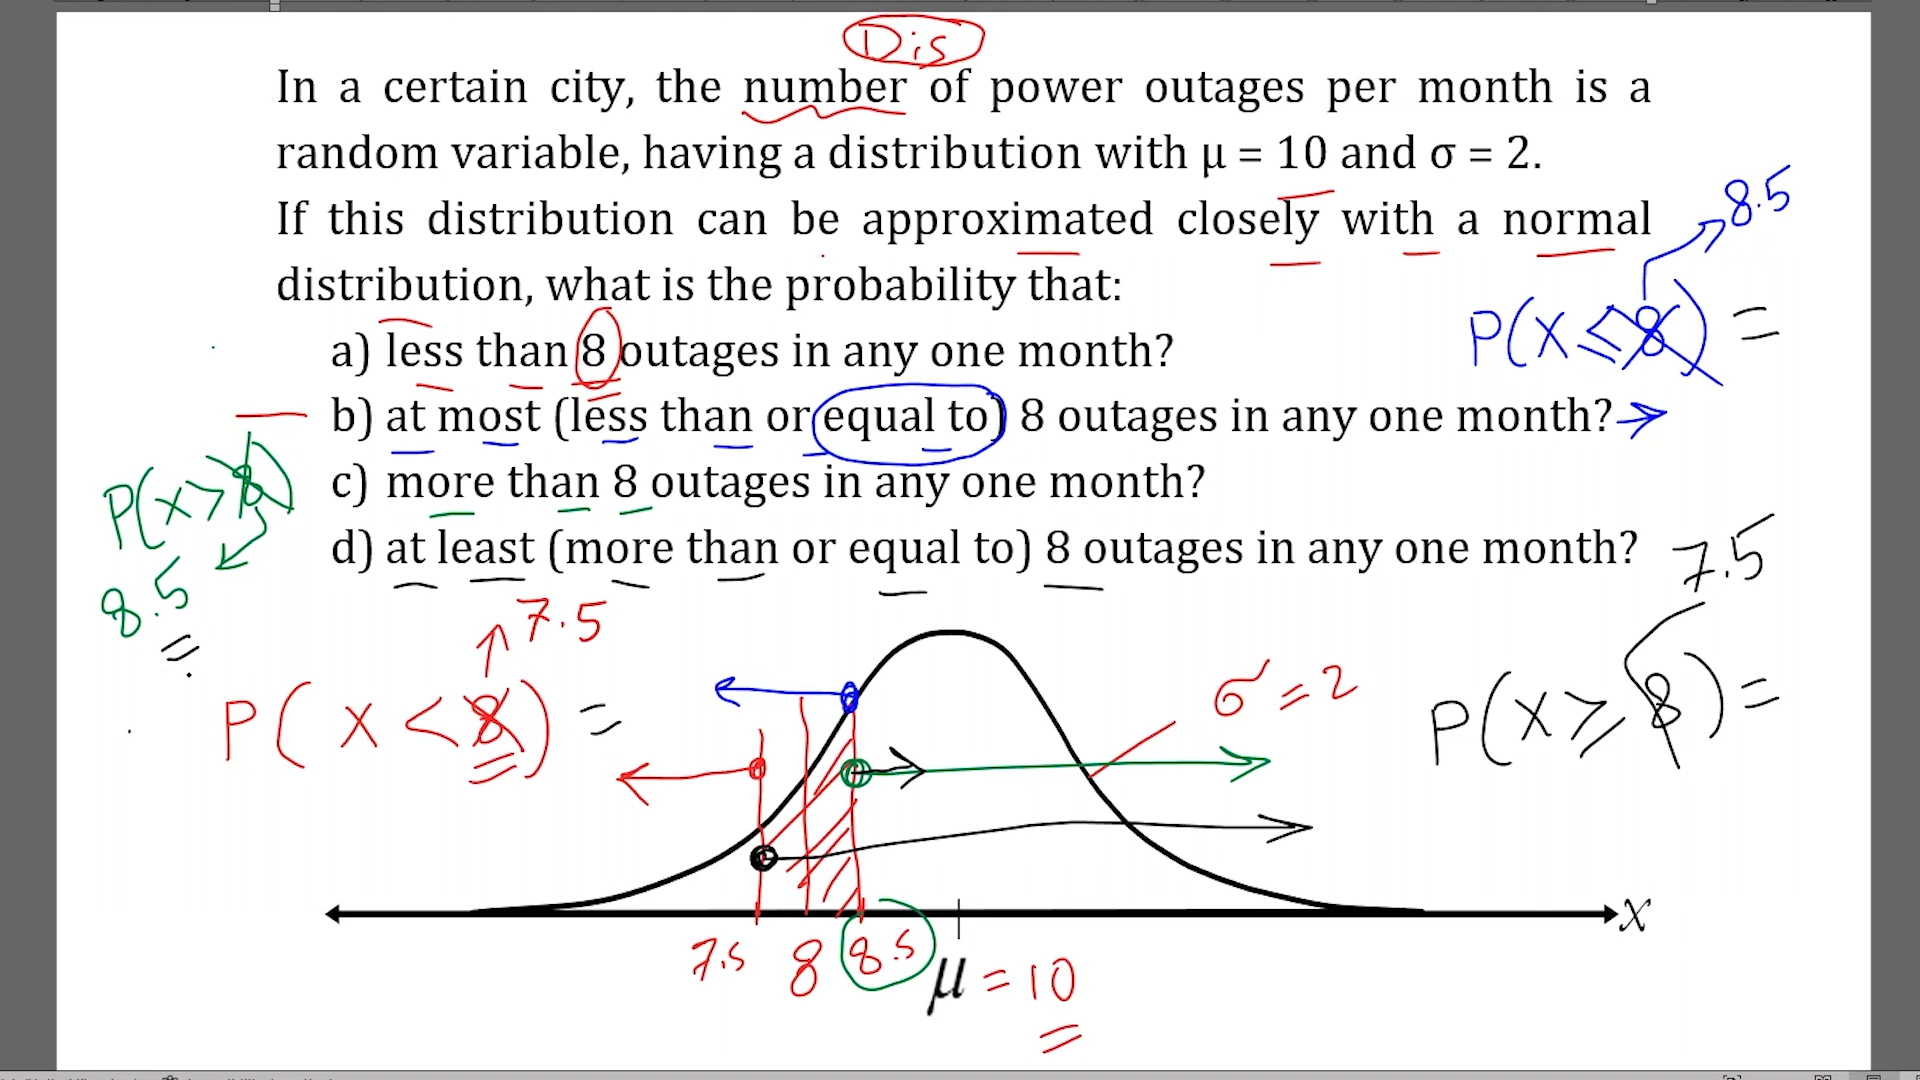 Dis
In a certain city, the number of power outages per month is a
random variable, having a distribution with μ = 10 and σ = 2.
If this distribution can be approximated closely with a normal
distribution, what is the probability that:
8.5
P(X ≤ 8) =
a) less than 8 outages in any one month?
b) at most (less than or equal to) 8 outages in any one month?
c) more than 8 outages in any one month?
d) at least (more than or equal to) 8 outages in any one month?
P(X > 8)
8.5
=
7.5
7.5
P(X < 8) =
σ = 2
P(X ≥ 8) =
x
7.5 8 8.5
μ = 10